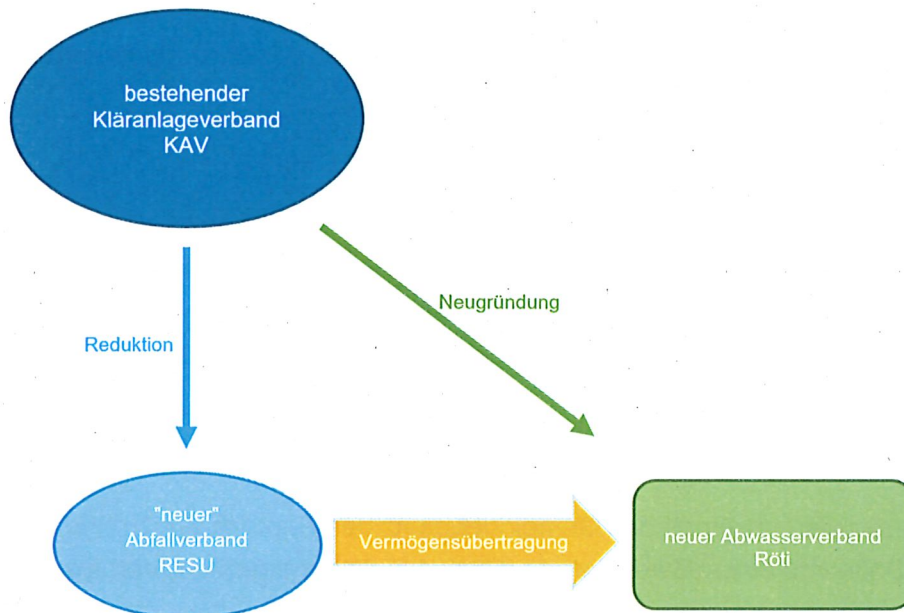 bestehender
Kläranlageverband
KAV
Neugründung
Reduktion
"neuer"
Abfallverband
RESU
Vermögensübertragung
neuer Abwasserverband
Röti